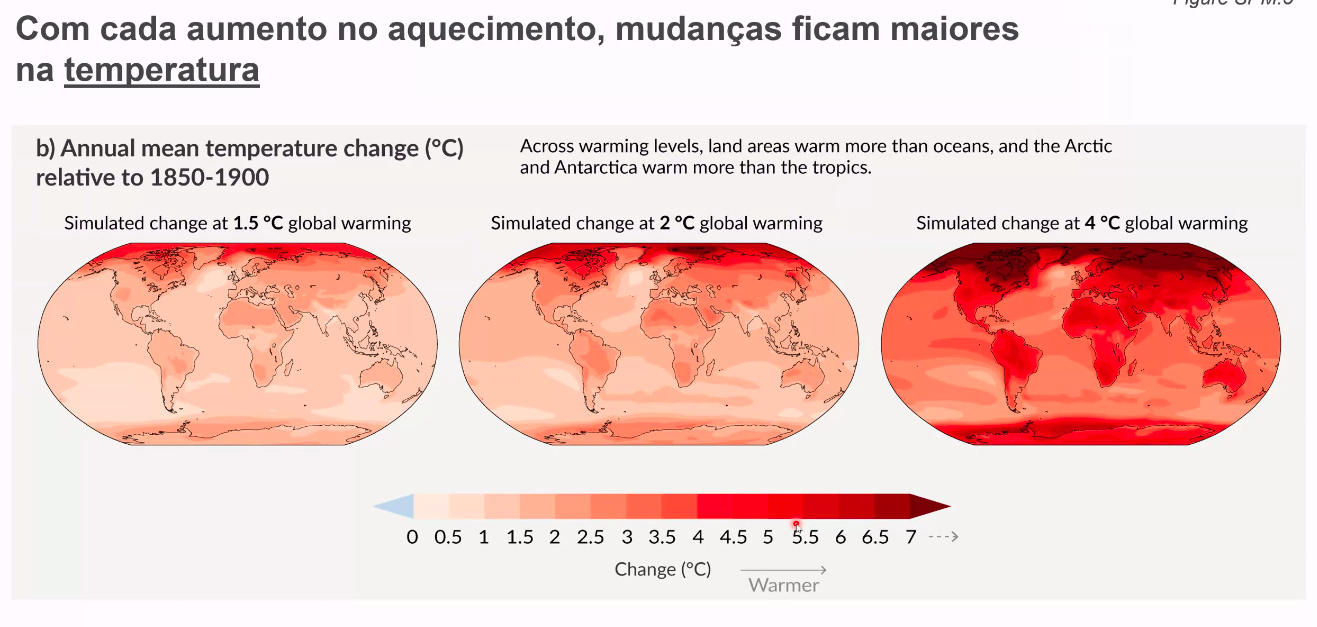 Com cada aumento no aquecimento, mudanças ficam maiores
na temperatura
b) Annual mean temperature change (°C)
relative to 1850-1900
Across warming levels, land areas warm more than oceans, and the Arctic
and Antarctica warm more than the tropics.
Simulated change at 1.5 °C global warming
Simulated change at 2 °C global warming
Simulated change at 4 °C global warming
0 0.5 1 1.5 2 2.5 3 3.5 4 4.5 5 5.5 6 6.5 7
Change (°C)
Warmer